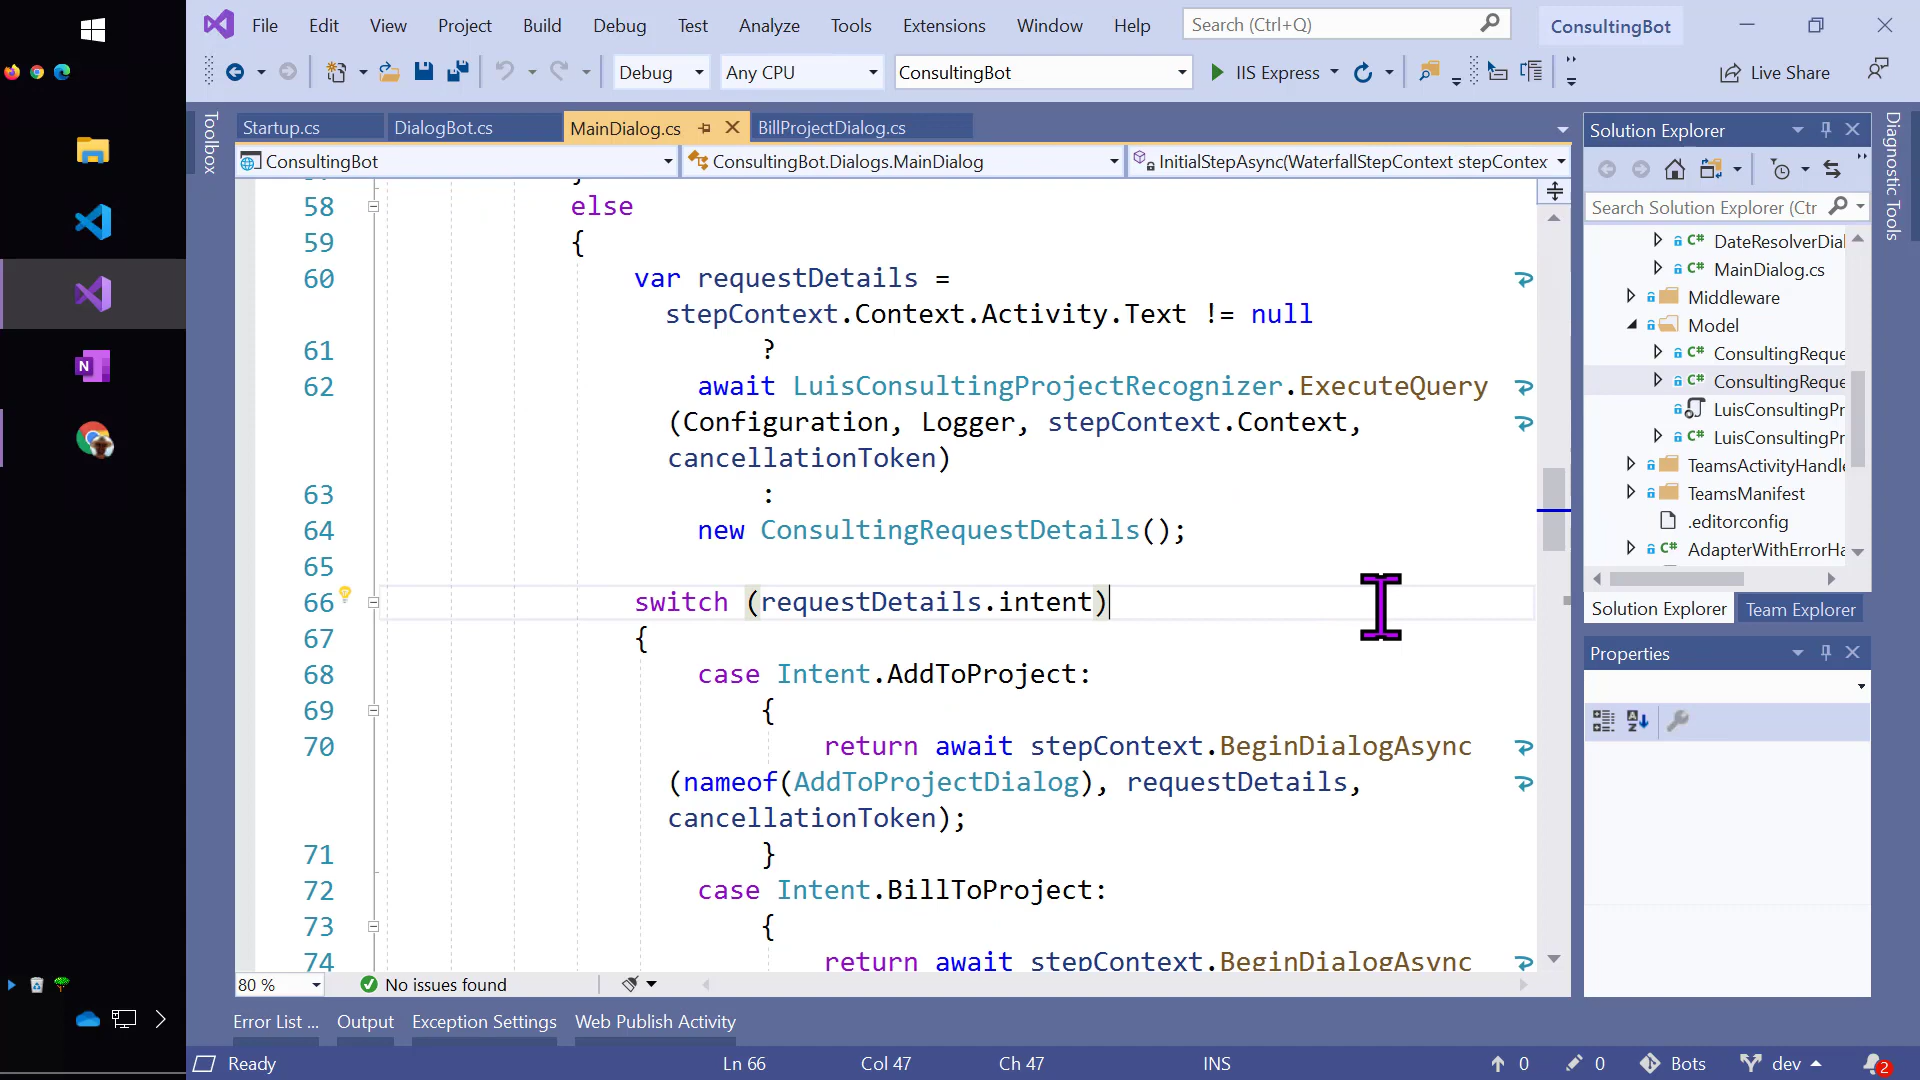 File Edit View Project Build Debug Test Analyze Tools Extensions Window Help Search (Ctrl+Q) ConsultingBot
Debug Any CPU ConsultingBot IIS Express Live Share
Toolbox
Startup.cs DialogBot.cs MainDialog.cs BillProjectDialog.cs
ConsultingBot ConsultingBot.Dialogs.MainDialog InitialStepAsync(WaterfallStepContext stepContex
58 else
59 {
60 var requestDetails =
stepContext.Context.Activity.Text != null
61 ?
62 await LuisConsultingProjectRecognizer.ExecuteQuery
(Configuration, Logger, stepContext.Context,
cancellationToken)
63 :
64 new ConsultingRequestDetails();
65
66 switch (requestDetails.intent)
67 {
68 case Intent.AddToProject:
69 {
70 return await stepContext.BeginDialogAsync
(nameof(AddToProjectDialog), requestDetails,
cancellationToken);
71 }
72 case Intent.BillToProject:
73 {
74 return await stepContext.BeginDialogAsync
80 % No issues found
Error List ... Output Exception Settings Web Publish Activity
Ready Ln 66 Col 47 Ch 47 INS 0 0 Bots dev 2
Solution Explorer
Search Solution Explorer (Ctr
C# DateResolverDial
C# MainDialog.cs
Middleware
Model
C# ConsultingReque
C# ConsultingReque
LuisConsultingPr
C# LuisConsultingPr
TeamsActivityHandle
TeamsManifest
.editorconfig
C# AdapterWithErrorHa
Solution Explorer Team Explorer
Properties
Diagnostic Tools
N